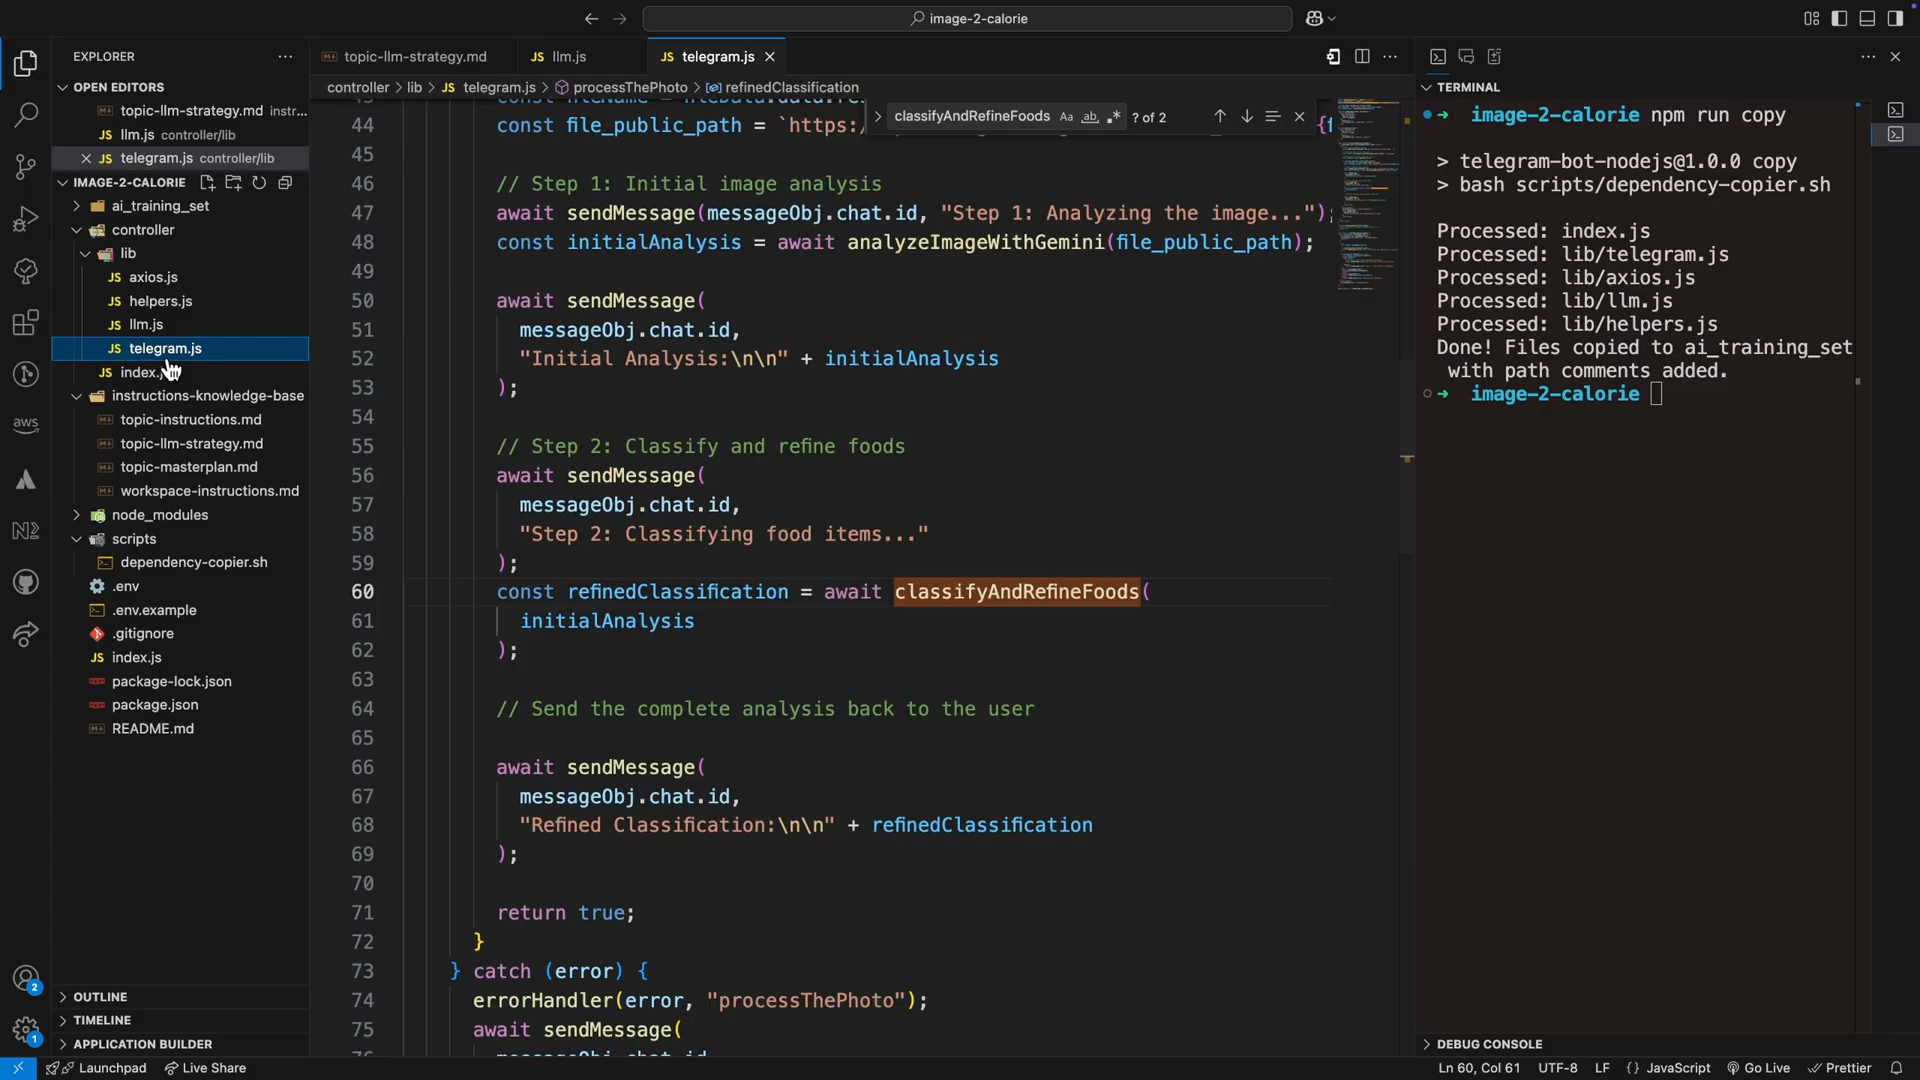 image-2-calorie
EXPLORER
OPEN EDITORS
topic-llm-strategy.md instr...
llm.js controller/lib
telegram.js controller/lib
IMAGE-2-CALORIE
ai_training_set
controller
lib
axios.js
helpers.js
llm.js
telegram.js
instructions-knowledge-base
topic-instructions.md
topic-llm-strategy.md
topic-masterplan.md
workspace-instructions.md
node_modules
scripts
dependency-copier.sh
.env
.env.example
.gitignore
index.js
package-lock.json
package.json
README.md
OUTLINE
TIMELINE
APPLICATION BUILDER
topic-llm-strategy.md
llm.js
telegram.js
controller > lib > JS telegram.js > processThePhoto > refinedClassification
classifyAndRefineFoods Aa ab ? of 2
44 const file_public_path = `https:/
45
46 // Step 1: Initial image analysis
47 await sendMessage(messageObj.chat.id, "Step 1: Analyzing the image...");
48 const initialAnalysis = await analyzeImageWithGemini(file_public_path);
49
50 await sendMessage(
51 messageObj.chat.id,
52 "Initial Analysis:\n\n" + initialAnalysis
53 );
54
55 // Step 2: Classify and refine foods
56 await sendMessage(
57 messageObj.chat.id,
58 "Step 2: Classifying food items..."
59 );
60 const refinedClassification = await classifyAndRefineFoods(
61 initialAnalysis
62 );
63
64 // Send the complete analysis back to the user
65
66 await sendMessage(
67 messageObj.chat.id,
68 "Refined Classification:\n\n" + refinedClassification
69 );
70
71 return true;
72 }
73 } catch (error) {
74 errorHandler(error, "processThePhoto");
75 await sendMessage(
TERMINAL
→ image-2-calorie npm run copy
> telegram-bot-nodejs@1.0.0 copy
> bash scripts/dependency-copier.sh
Processed: index.js
Processed: lib/telegram.js
Processed: lib/axios.js
Processed: lib/llm.js
Processed: lib/helpers.js
Done! Files copied to ai_training_set
with path comments added.
→ image-2-calorie
DEBUG CONSOLE
aws
2
1
Launchpad
Live Share
Ln 60, Col 61
UTF-8
LF
{} JavaScript
Go Live
Prettier